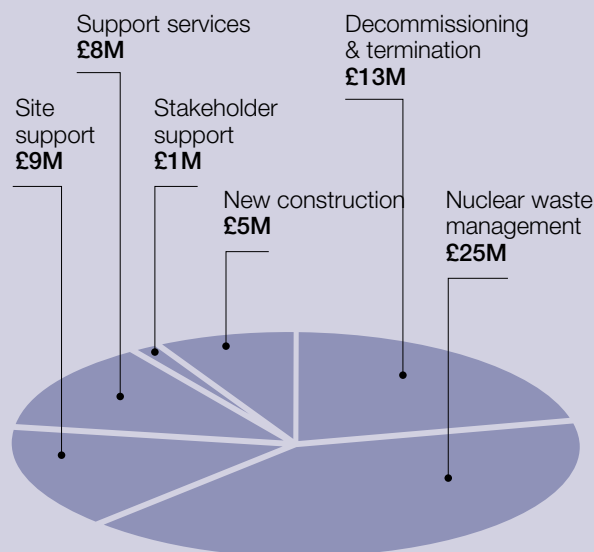 Support services
£8M
Decommissioning
& termination
£13M
Site
support
£9M
Stakeholder
support
£1M
New construction
£5M
Nuclear waste
management
£25M